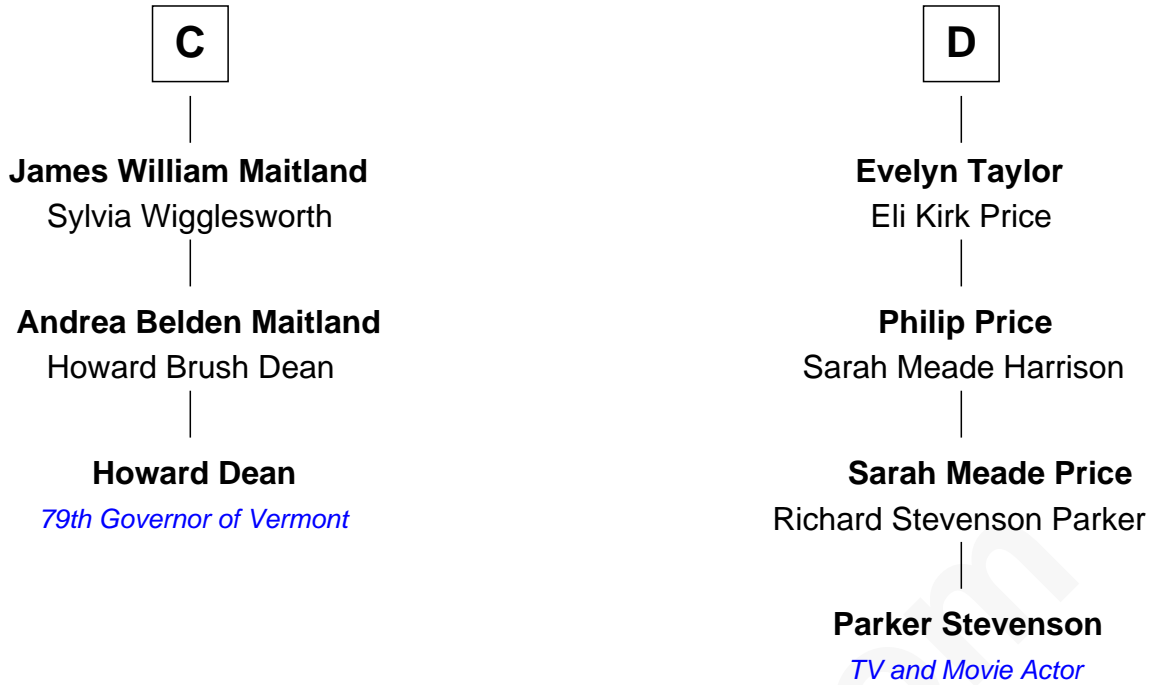 C
James William Maitland
Sylvia Wigglesworth
Andrea Belden Maitland
Howard Brush Dean
Howard Dean
79th Governor of Vermont
D
Evelyn Taylor
Eli Kirk Price
Philip Price
Sarah Meade Harrison
Sarah Meade Price
Richard Stevenson Parker
Parker Stevenson
TV and Movie Actor